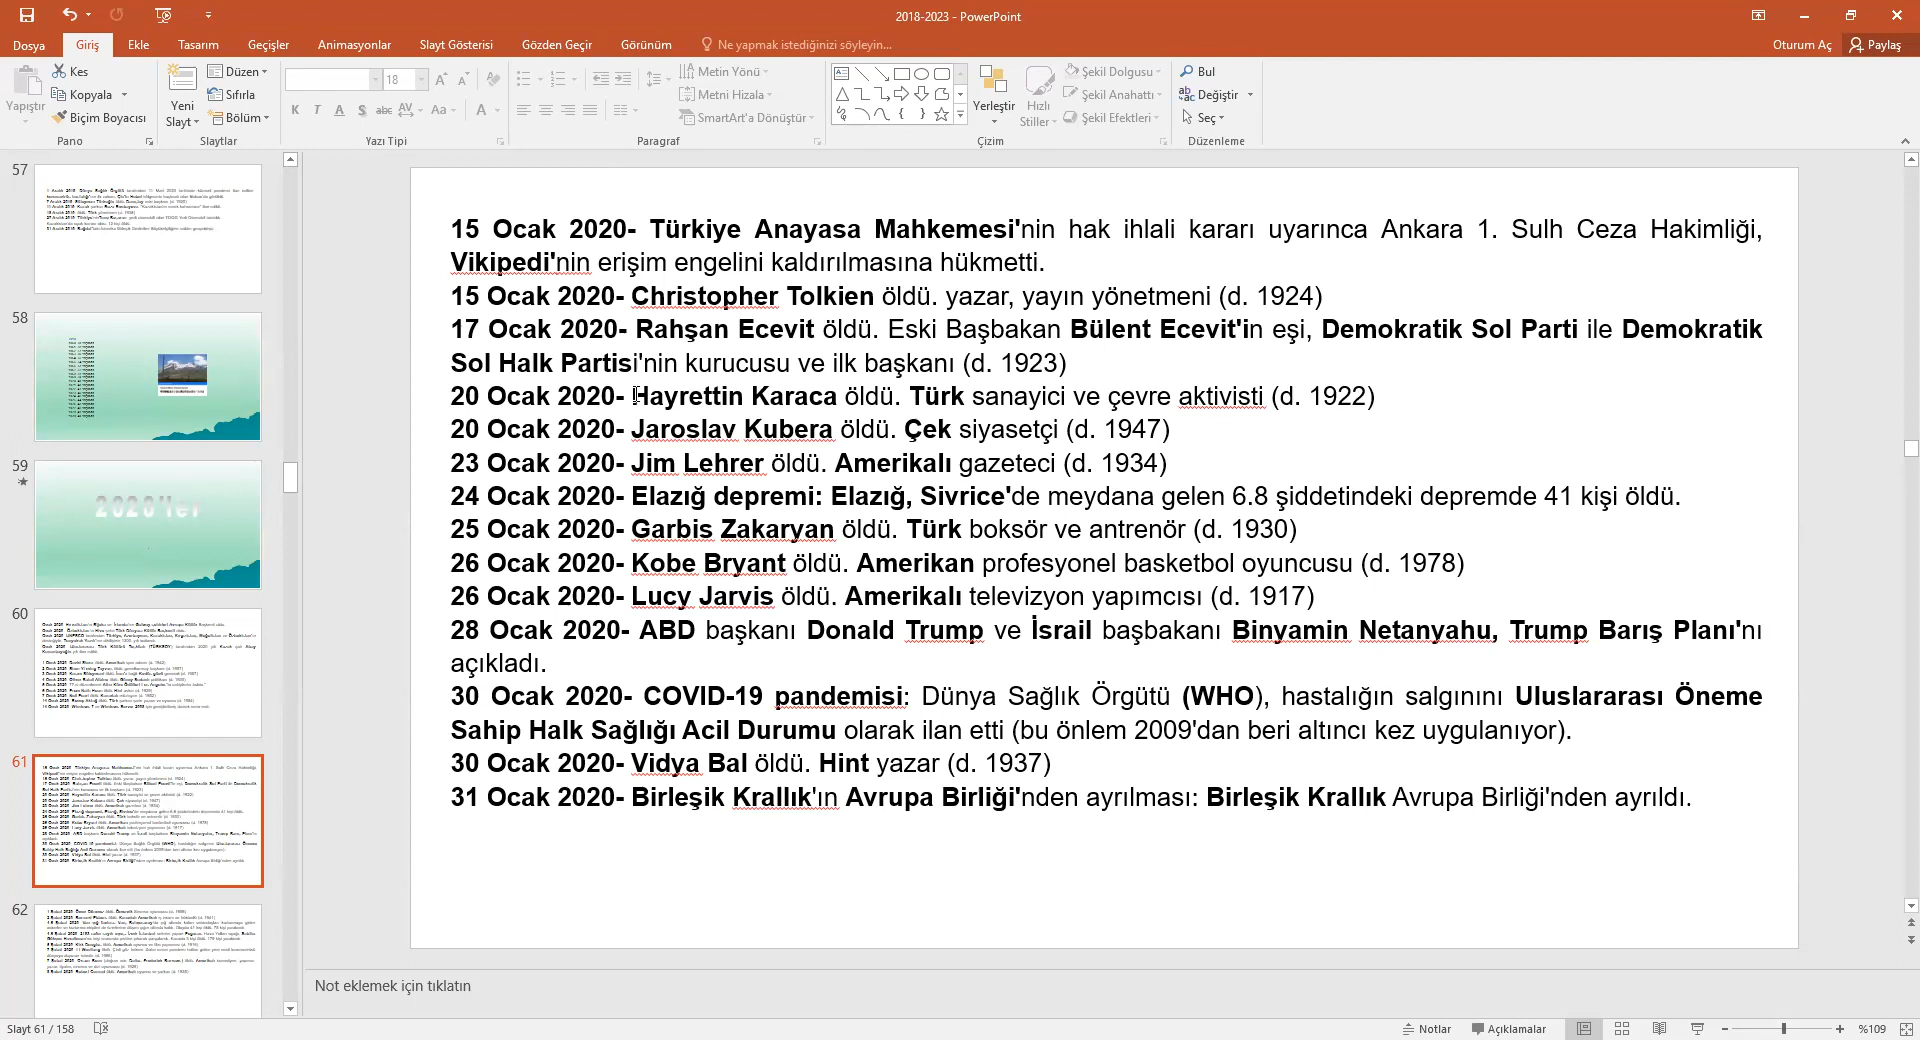 2018-2023 - PowerPoint
Dosya Giriş Ekle Tasarım Geçişler Animasyonlar Slayt Gösterisi Gözden Geçir Görünüm Ne yapmak istediğinizi söyleyin... Oturum Aç Paylaş
Yapıştır
Kes
Kopyala
Biçim Boyacısı
Pano
Yeni Slayt
Düzen
Sıfırla
Bölüm
Slaytlar
18
K T A S abc AV Aa A
Yazı Tipi
Metin Yönü
Metni Hizala
SmartArt'a Dönüştür
Paragraf
Yerleştir
Hızlı Stiller
Şekil Dolgusu
Şekil Anahattı
Şekil Efektleri
Çizim
Bul
Değiştir
Seç
Düzenleme
57
58
59
2020'ler
60
61
62
15 Ocak 2020- Türkiye Anayasa Mahkemesi'nin hak ihlali kararı uyarınca Ankara 1. Sulh Ceza Hakimliği,
Vikipedi'nin erişim engelini kaldırılmasına hükmetti.
15 Ocak 2020- Christopher Tolkien öldü. yazar, yayın yönetmeni (d. 1924)
17 Ocak 2020- Rahşan Ecevit öldü. Eski Başbakan Bülent Ecevit'in eşi, Demokratik Sol Parti ile Demokratik
Sol Halk Partisi'nin kurucusu ve ilk başkanı (d. 1923)
20 Ocak 2020- Hayrettin Karaca öldü. Türk sanayici ve çevre aktivisti (d. 1922)
20 Ocak 2020- Jaroslav Kubera öldü. Çek siyasetçi (d. 1947)
23 Ocak 2020- Jim Lehrer öldü. Amerikalı gazeteci (d. 1934)
24 Ocak 2020- Elazığ depremi: Elazığ, Sivrice'de meydana gelen 6.8 şiddetindeki depremde 41 kişi öldü.
25 Ocak 2020- Garbis Zakaryan öldü. Türk boksör ve antrenör (d. 1930)
26 Ocak 2020- Kobe Bryant öldü. Amerikan profesyonel basketbol oyuncusu (d. 1978)
26 Ocak 2020- Lucy Jarvis öldü. Amerikalı televizyon yapımcısı (d. 1917)
28 Ocak 2020- ABD başkanı Donald Trump ve İsrail başbakanı Binyamin Netanyahu, Trump Barış Planı'nı
açıkladı.
30 Ocak 2020- COVID-19 pandemisi: Dünya Sağlık Örgütü (WHO), hastalığın salgınını Uluslararası Öneme
Sahip Halk Sağlığı Acil Durumu olarak ilan etti (bu önlem 2009'dan beri altıncı kez uygulanıyor).
30 Ocak 2020- Vidya Bal öldü. Hint yazar (d. 1937)
31 Ocak 2020- Birleşik Krallık'ın Avrupa Birliği'nden ayrılması: Birleşik Krallık Avrupa Birliği'nden ayrıldı.
Not eklemek için tıklatın
Slayt 61 / 158
Notlar Açıklamalar %109